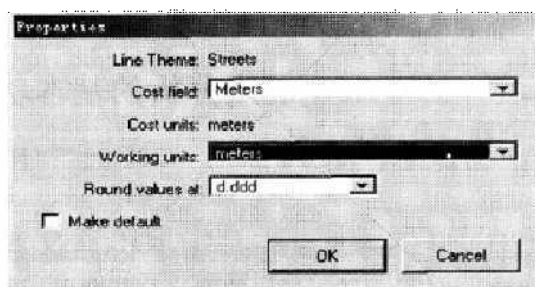 Properties
Line Theme: Streets
Cost field: Meters
Cost units: meters
Working units: meters
Round values at d.ddd
Make default
OK Cancel